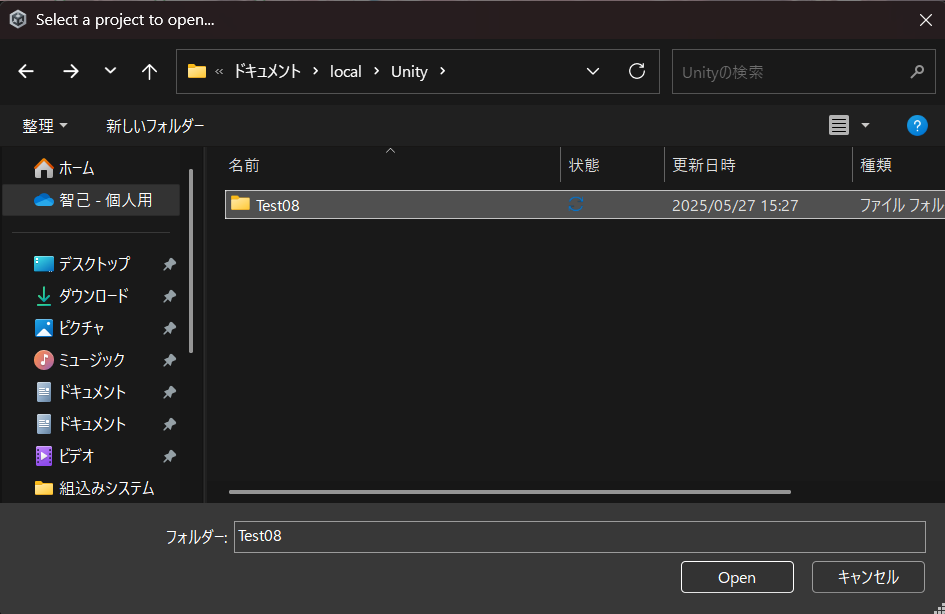 Select a project to open...
« ドキュメント › local › Unity ›
Unityの検索
整理 新しいフォルダー
?
名前 状態 更新日時 種類
Test08 2025/05/27 15:27 ファイル フォル
ホーム
智己 - 個人用
デスクトップ
ダウンロード
ピクチャ
ミュージック
ドキュメント
ドキュメント
ビデオ
組込みシステム
フォルダー: Test08
Open キャンセル